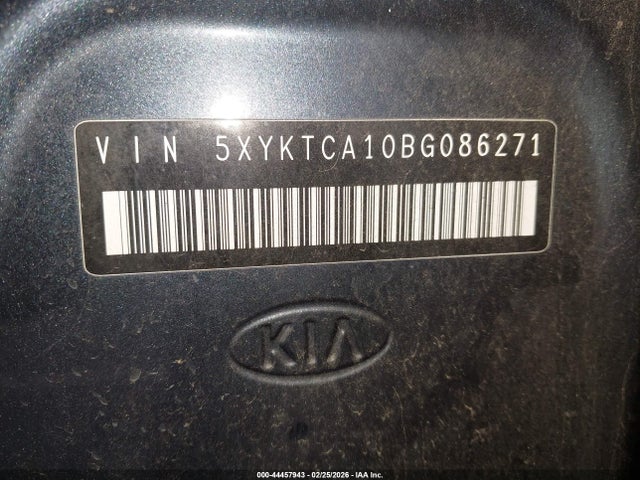 VIN 5XYKTCA10BG086271
KIA
000-44457943 - 02/25/2026 - IAA Inc.